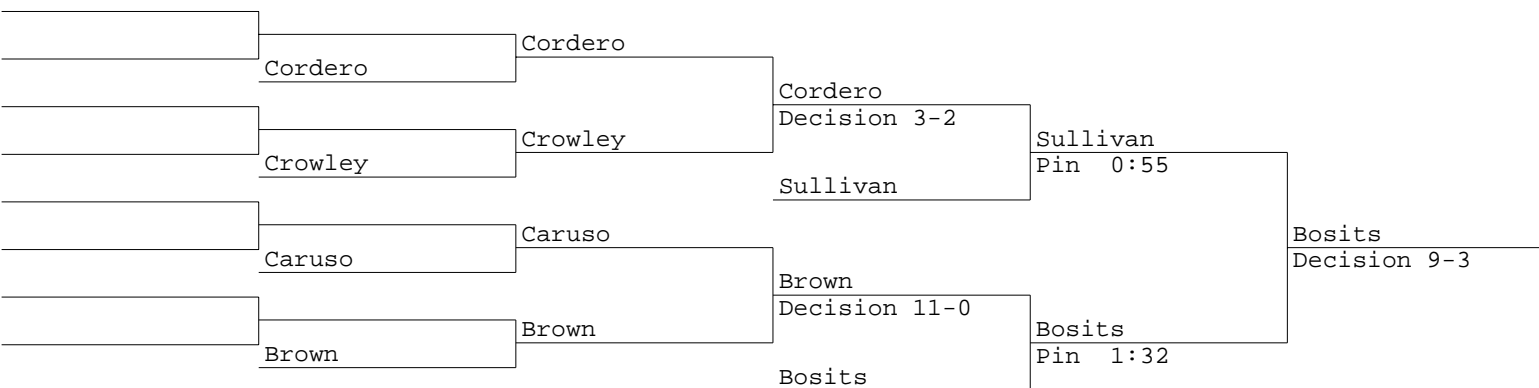 Cordero
Cordero
Cordero
Decision 3-2
Crowley
Sullivan
Crowley
Pin 0:55
Sullivan
Caruso
Bosits
Caruso
Decision 9-3
Brown
Decision 11-0
Brown
Bosits
Brown
Pin 1:32
Bosits